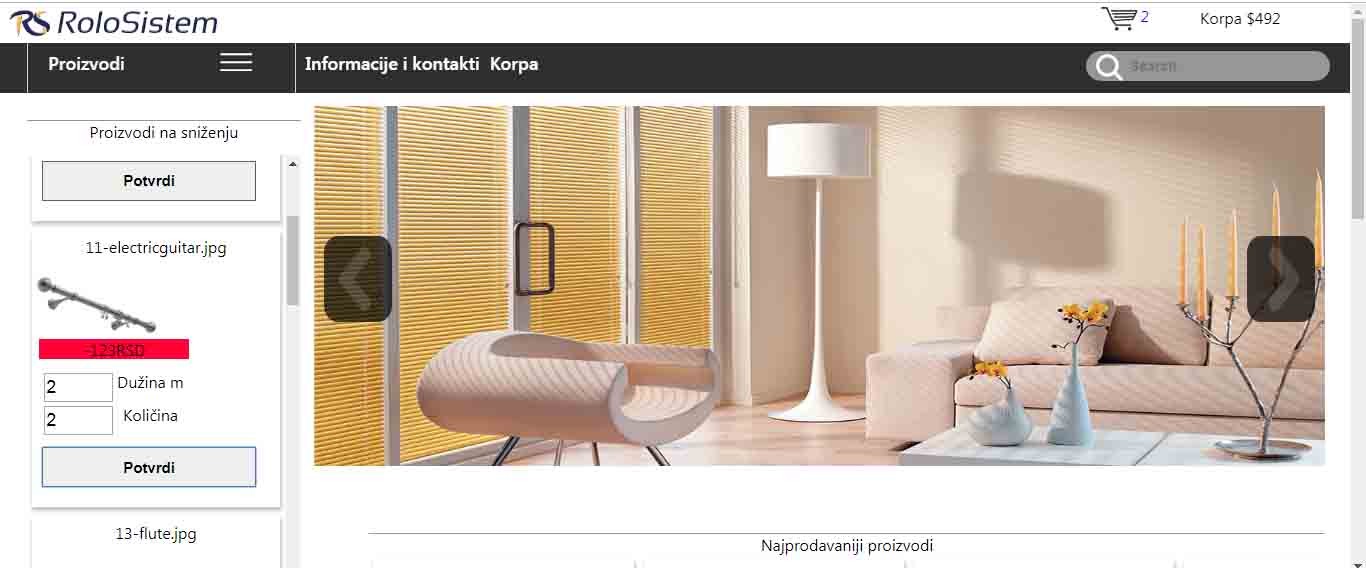 RS RoloSistem
2
Korpa $492
Proizvodi
Informacije i kontakti Korpa
Search
Proizvodi na sniženju
Potvrdi
11-electricguitar.jpg
-123RSD
2 Dužina m
2 Količina
Potvrdi
13-flute.jpg
Najprodavaniji proizvodi